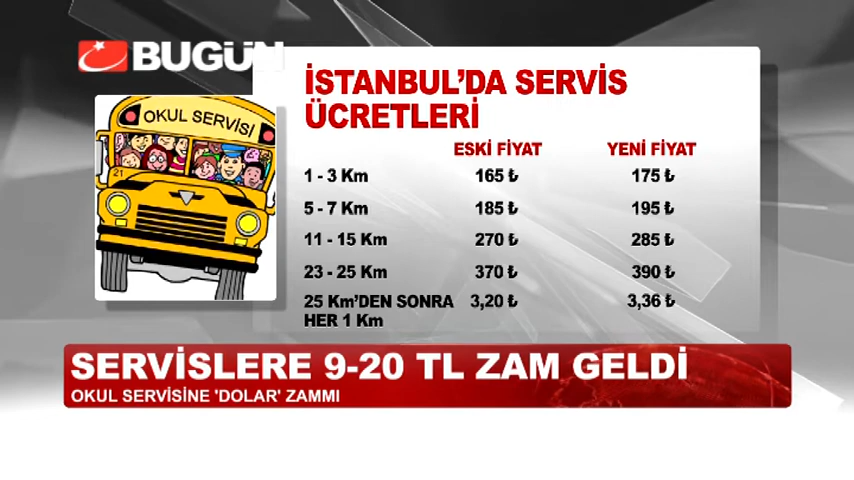 BUGÜN
İSTANBUL'DA SERVİS
ÜCRETLERİ
OKUL SERVİSİ
21
ESKİ FİYAT YENİ FİYAT
1 - 3 Km 165 ₺ 175 ₺
5 - 7 Km 185 ₺ 195 ₺
11 - 15 Km 270 ₺ 285 ₺
23 - 25 Km 370 ₺ 390 ₺
25 Km'DEN SONRA 3,20 ₺ 3,36 ₺
HER 1 Km
SERVİSLERE 9-20 TL ZAM GELDİ
OKUL SERVİSİNE 'DOLAR' ZAMMI